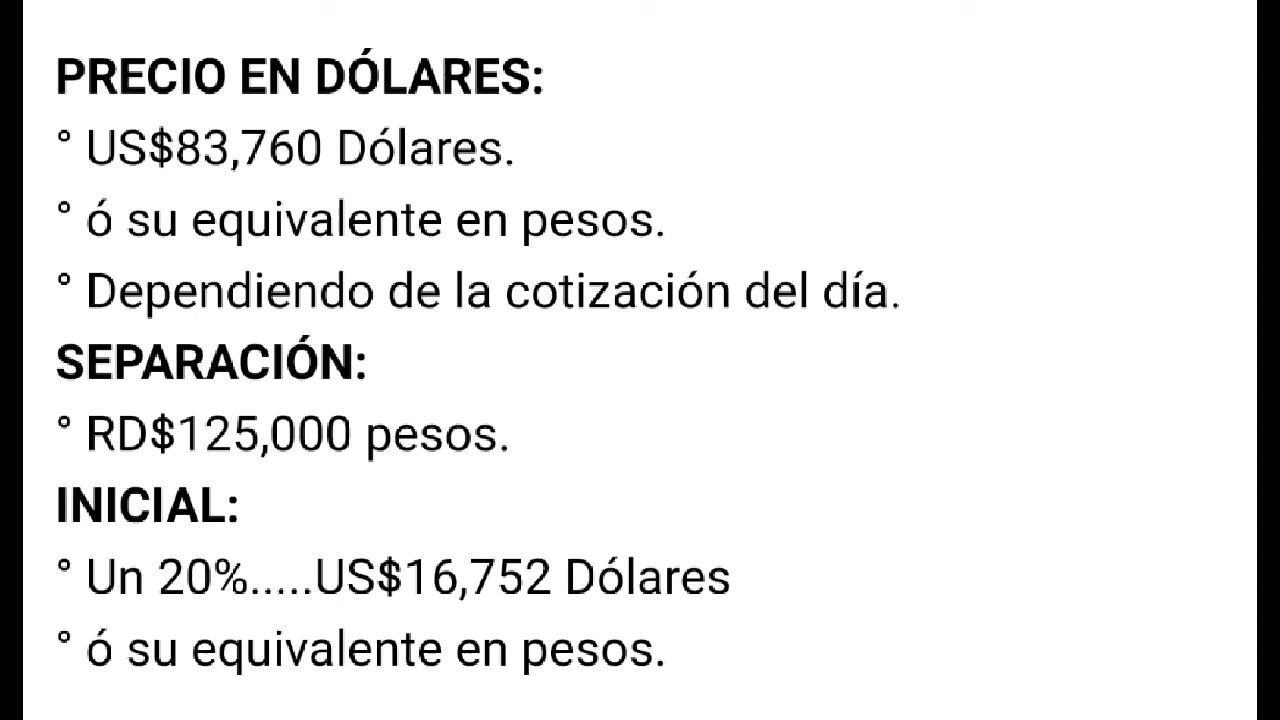 PRECIO EN DÓLARES:
° US$83,760 Dólares.
° ó su equivalente en pesos.
° Dependiendo de la cotización del día.
SEPARACIÓN:
° RD$125,000 pesos.
INICIAL:
° Un 20%.....US$16,752 Dólares
° ó su equivalente en pesos.